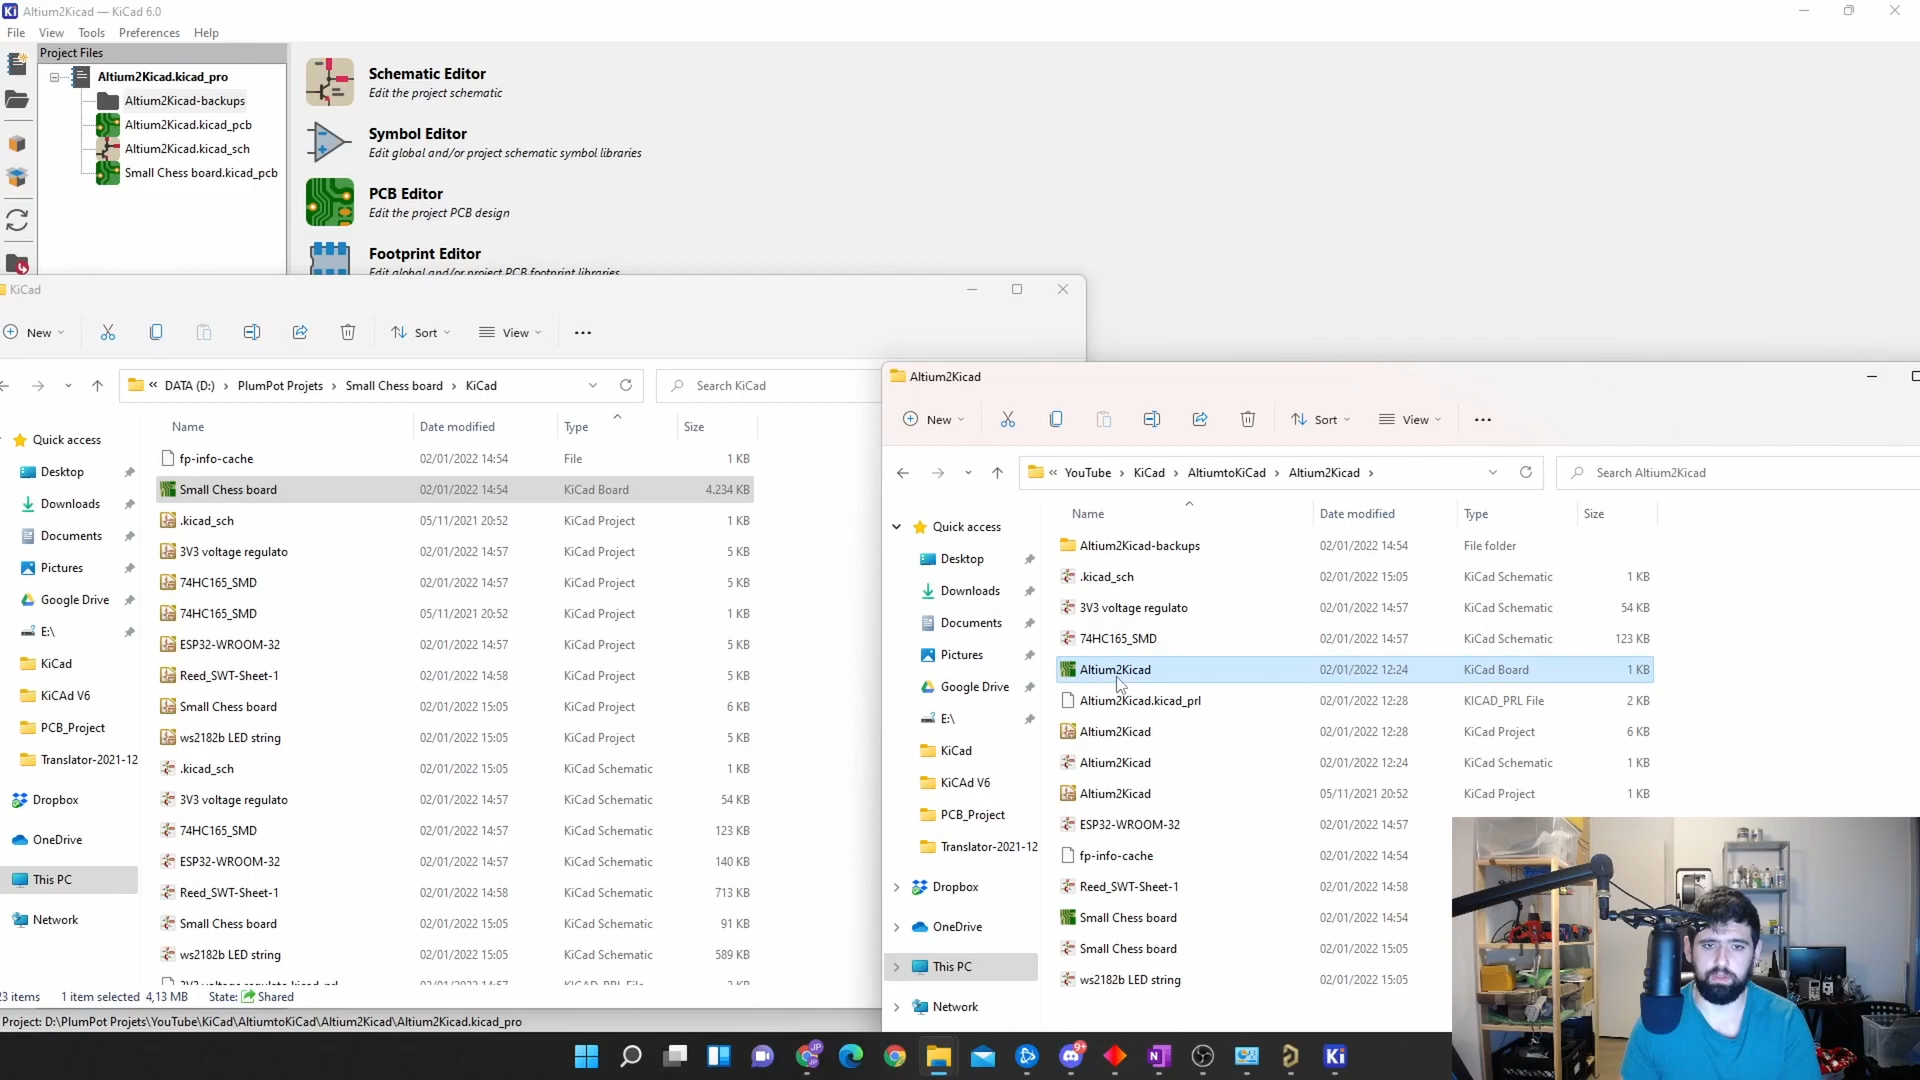 Altium2Kicad — KiCad 6.0
File View Tools Preferences Help
Project Files
Altium2Kicad.kicad_pro
Altium2Kicad-backups
Altium2Kicad.kicad_pcb
Altium2Kicad.kicad_sch
Small Chess board.kicad_pcb
Schematic Editor
Edit the project schematic
Symbol Editor
Edit global and/or project schematic symbol libraries
PCB Editor
Edit the project PCB design
Footprint Editor
Edit global and/or project PCB footprint libraries
KiCad
New Sort View
« DATA (D:) › PlumPot Projets › Small Chess board › KiCad
Search KiCad
Name Date modified Type Size
Quick access
Desktop
Downloads
Documents
Pictures
Google Drive
E:\
KiCad
KiCAd V6
PCB_Project
Translator-2021-12
Dropbox
OneDrive
This PC
Network
fp-info-cache 02/01/2022 14:54 File 1 KB
Small Chess board 02/01/2022 14:54 KiCad Board 4.234 KB
.kicad_sch 05/11/2021 20:52 KiCad Project 1 KB
3V3 voltage regulato 02/01/2022 14:57 KiCad Project 5 KB
74HC165_SMD 02/01/2022 14:57 KiCad Project 5 KB
74HC165_SMD 05/11/2021 20:52 KiCad Project 1 KB
ESP32-WROOM-32 02/01/2022 14:57 KiCad Project 5 KB
Reed_SWT-Sheet-1 02/01/2022 14:58 KiCad Project 5 KB
Small Chess board 02/01/2022 15:05 KiCad Project 6 KB
ws2182b LED string 02/01/2022 15:05 KiCad Project 5 KB
.kicad_sch 02/01/2022 15:05 KiCad Schematic 1 KB
3V3 voltage regulato 02/01/2022 14:57 KiCad Schematic 54 KB
74HC165_SMD 02/01/2022 14:57 KiCad Schematic 123 KB
ESP32-WROOM-32 02/01/2022 14:57 KiCad Schematic 140 KB
Reed_SWT-Sheet-1 02/01/2022 14:58 KiCad Schematic 713 KB
Small Chess board 02/01/2022 15:05 KiCad Schematic 91 KB
ws2182b LED string 02/01/2022 15:05 KiCad Schematic 589 KB
3 items 1 item selected 4,13 MB State: Shared
Project: D:\PlumPot Projets\YouTube\KiCad\AltiumtoKiCad\Altium2Kicad\Altium2Kicad.kicad_pro
Altium2Kicad
New Sort View
« YouTube › KiCad › AltiumtoKiCad › Altium2Kicad ›
Search Altium2Kicad
Name Date modified Type Size
Quick access
Desktop
Downloads
Documents
Pictures
Google Drive
E:\
KiCad
KiCAd V6
PCB_Project
Translator-2021-12
Dropbox
OneDrive
This PC
Network
Altium2Kicad-backups 02/01/2022 14:54 File folder
.kicad_sch 02/01/2022 15:05 KiCad Schematic 1 KB
3V3 voltage regulato 02/01/2022 14:57 KiCad Schematic 54 KB
74HC165_SMD 02/01/2022 14:57 KiCad Schematic 123 KB
Altium2Kicad 02/01/2022 12:24 KiCad Board 1 KB
Altium2Kicad.kicad_prl 02/01/2022 12:28 KICAD_PRL File 2 KB
Altium2Kicad 02/01/2022 12:28 KiCad Project 6 KB
Altium2Kicad 02/01/2022 12:24 KiCad Schematic 1 KB
Altium2Kicad 05/11/2021 20:52 KiCad Project 1 KB
ESP32-WROOM-32 02/01/2022 14:57
fp-info-cache 02/01/2022 14:54
Reed_SWT-Sheet-1 02/01/2022 14:58
Small Chess board 02/01/2022 14:54
Small Chess board 02/01/2022 15:05
ws2182b LED string 02/01/2022 15:05
JP
9+
Ki